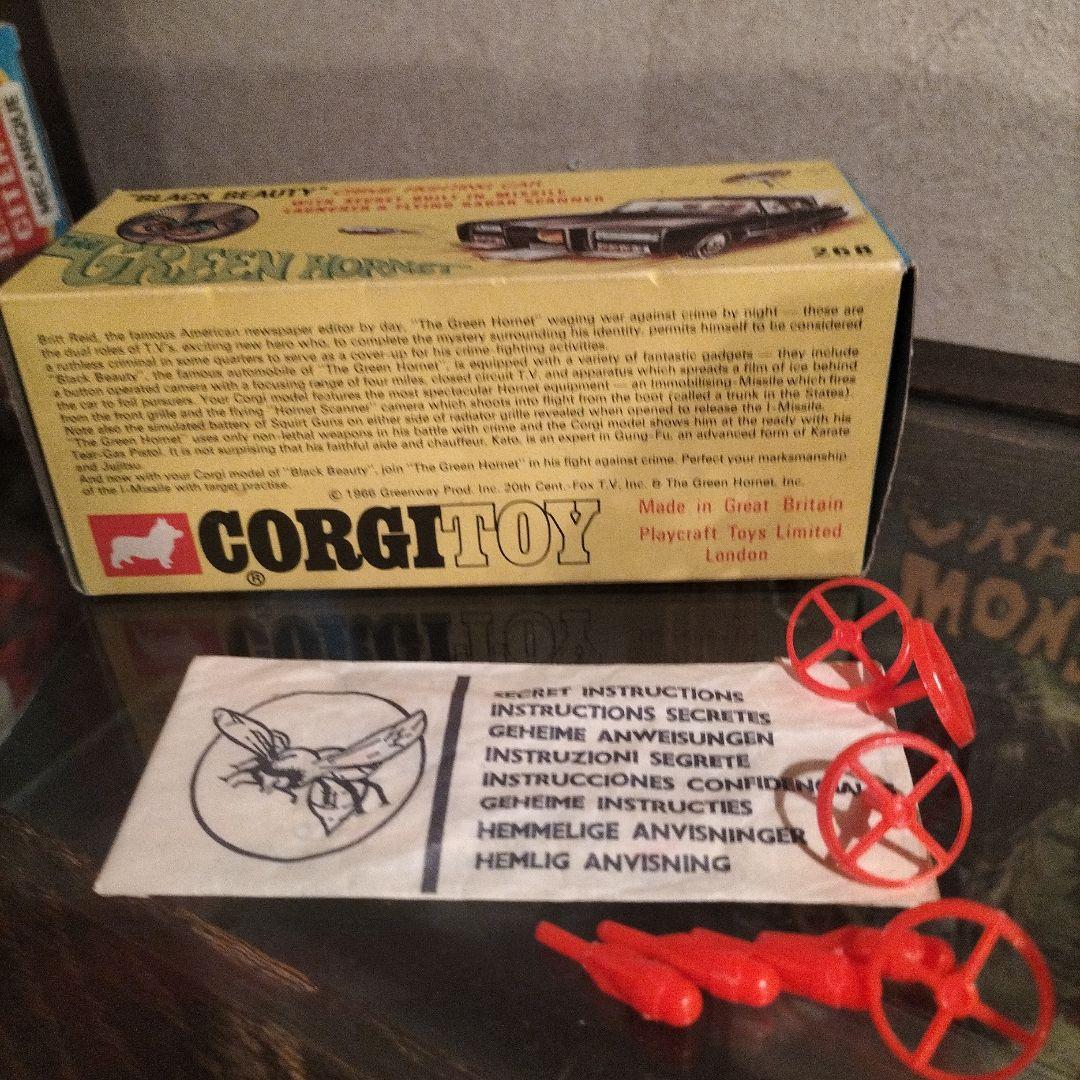 "BLACK BEAUTY" CRIME FIGHTING CAR
WITH SECRET BUILT IN MISSILE
LAUNCHER & FLYING RADAR SCANNER
THE
GREEN HORNET
268
Britt Reid, the famous American newspaper editor by day, "The Green Hornet" waging war against crime by night — those are
the dual roles of T.V's. exciting new hero who, to complete the mystery surrounding his identity, permits himself to be considered
a ruthless criminal in some quarters to serve as a cover-up for his crime-fighting activities.
"Black Beauty", the famous automobile of "The Green Hornet", is equipped with a variety of fantastic gadgets — they include
a button operated camera with a focusing range of four miles, closed circuit T.V. and apparatus which spreads a film of ice behind
the car to foil pursuers. Your Corgi model features the most spectacular Hornet equipment — an Immobilising-Missile which fires
from the front grille and the flying "Hornet Scanner" camera which shoots into flight from the boot (called a trunk in the States).
Note also the simulated battery of Squirt Guns on either side of radiator grille revealed when opened to release the I-Missile.
"The Green Hornet" uses only non-lethal weapons in his battle with crime and the Corgi model shows him at the ready with his
Tear-Gas Pistol. It is not surprising that his faithful aide and chauffeur, Kato, is an expert in Gung-Fu, an advanced form of Karate
and Jujitsu.
And now with your Corgi model of "Black Beauty", join "The Green Hornet" in his fight against crime. Perfect your marksmanship
of the I-Missile with target practise.
© 1966 Greenway Prod. Inc. 20th Cent.-Fox T.V. Inc. & The Green Hornet, Inc.
CORGI TOY
®
Made in Great Britain
Playcraft Toys Limited
London
MECANIQUE
SECRET INSTRUCTIONS
INSTRUCTIONS SECRETES
GEHEIME ANWEISUNGEN
INSTRUZIONI SEGRETE
INSTRUCCIONES CONFIDENCIALES
GEHEIME INSTRUCTIES
HEMMELIGE ANVISNINGER
HEMLIG ANVISNING